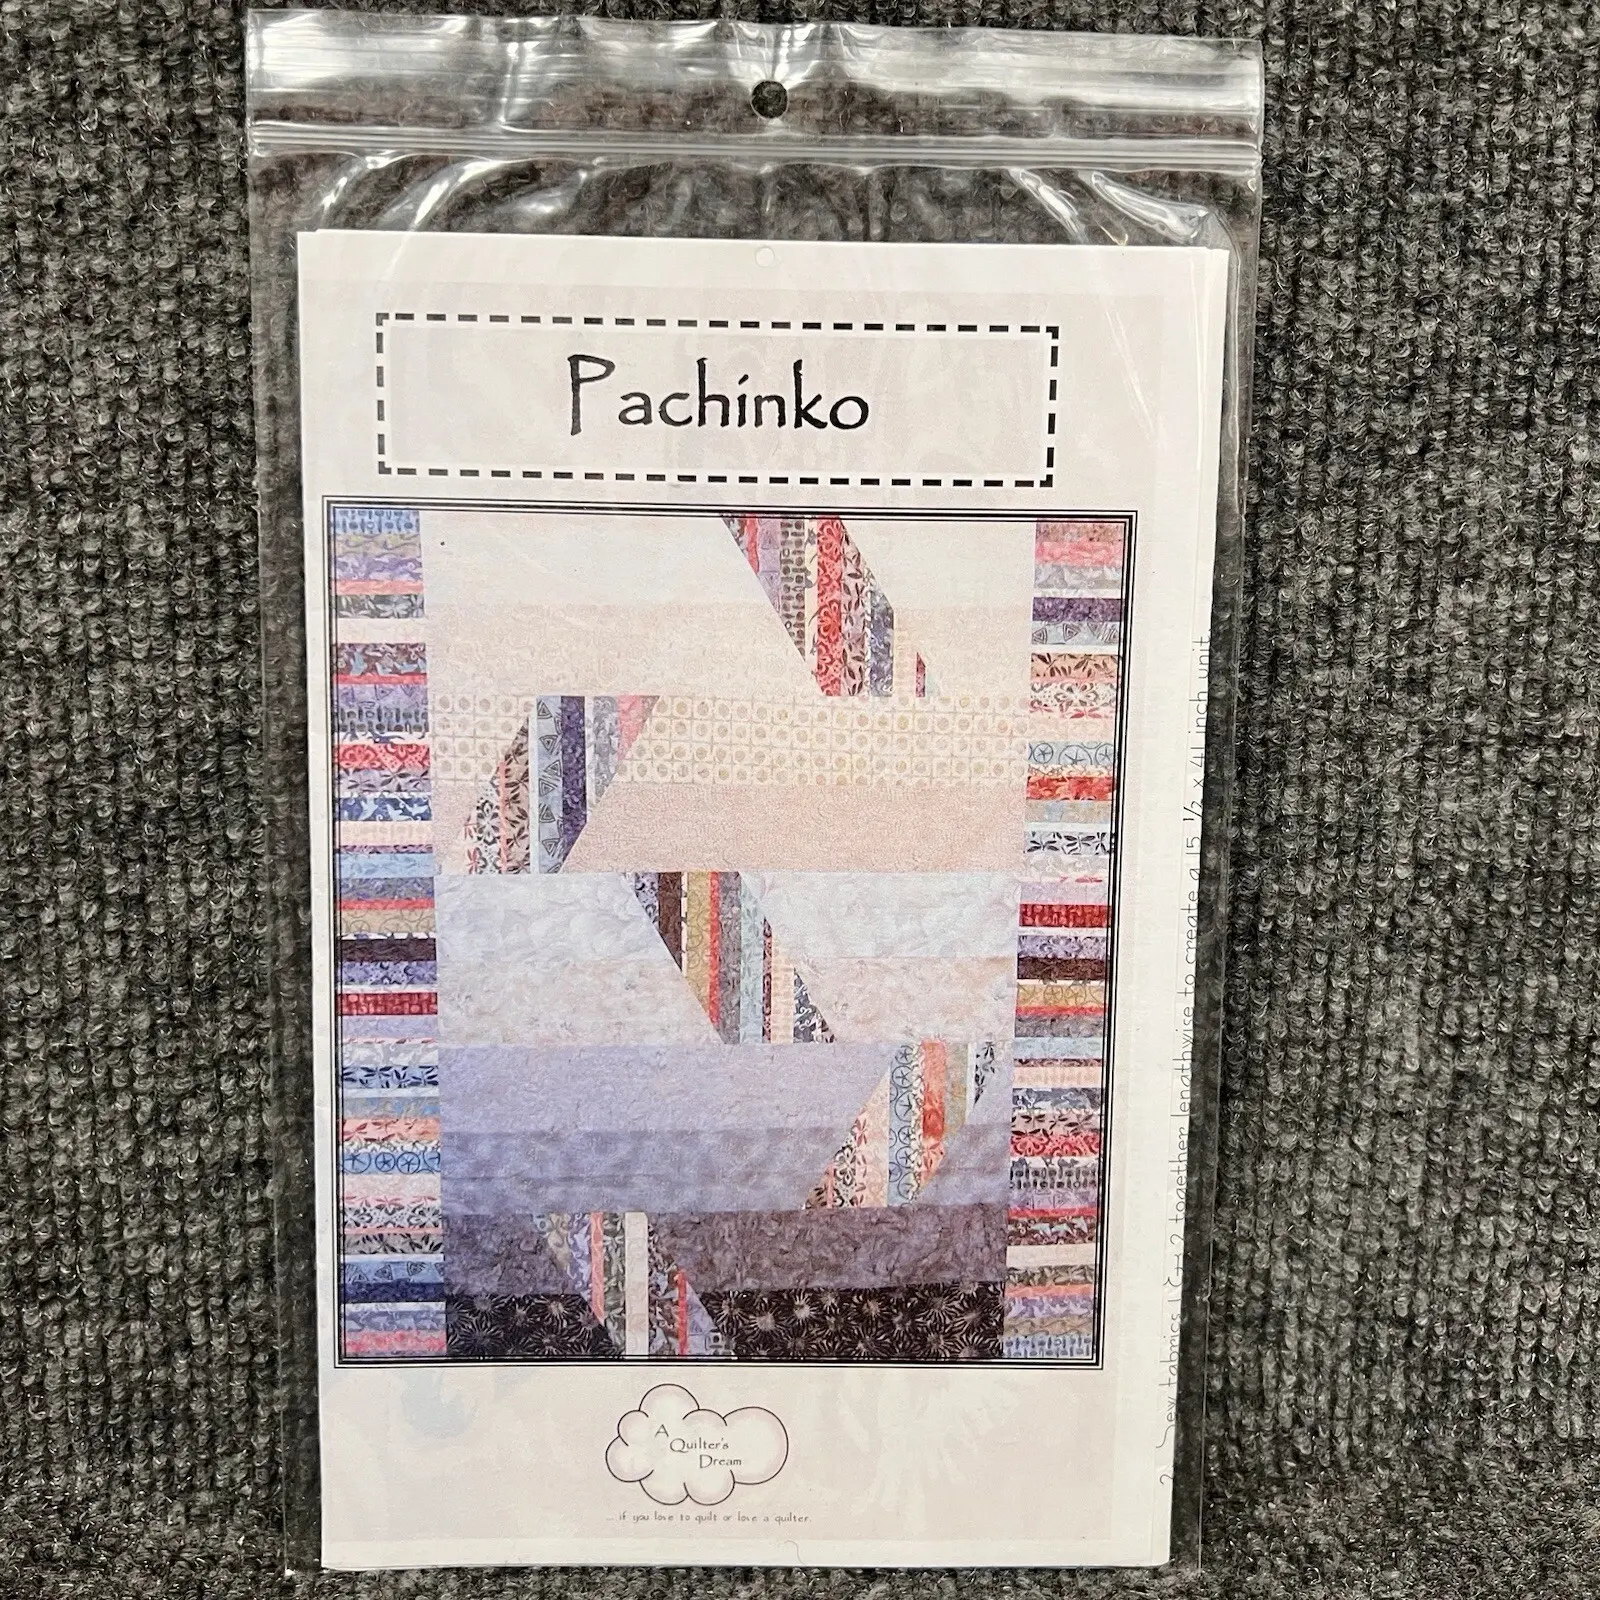 Pachinko
A
Quilter's
Dream
... if you love to quilt or love a quilter.
2. Sew fabrics 1 & 2 together lengthwise to create a 15 1/2 x 41 inch unit.